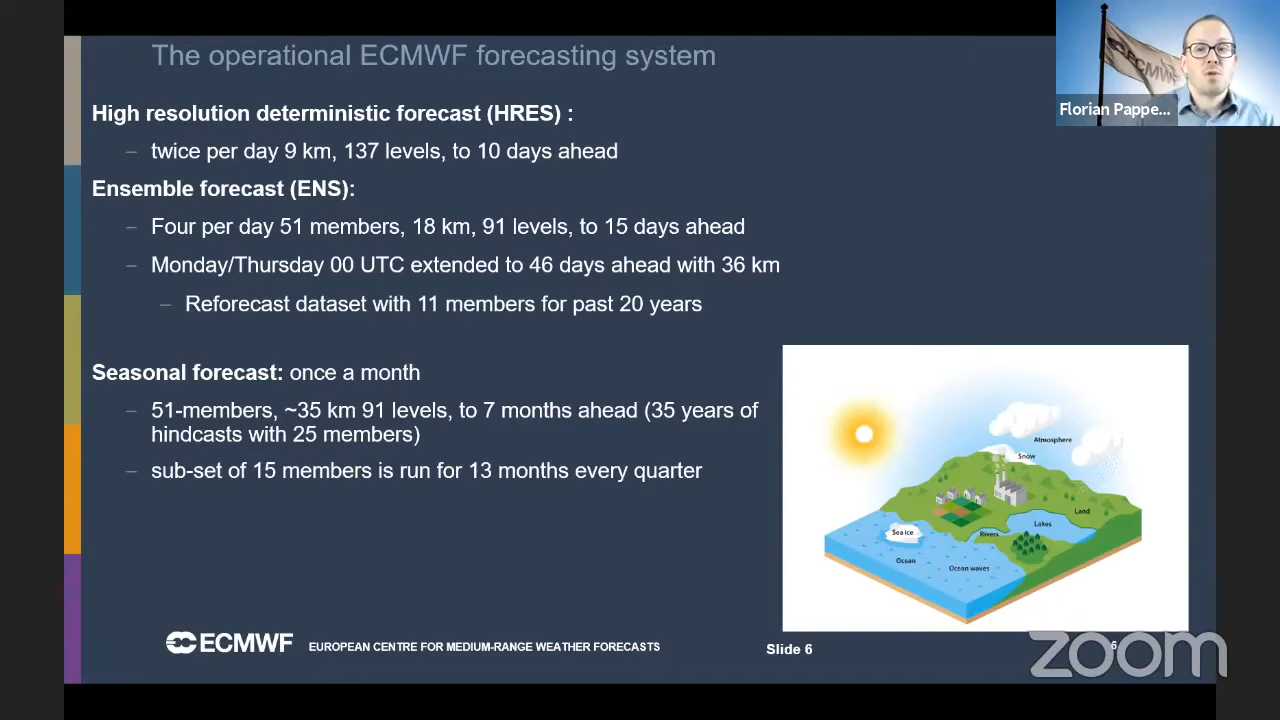 The operational ECMWF forecasting system
High resolution deterministic forecast (HRES) :
– twice per day 9 km, 137 levels, to 10 days ahead
Ensemble forecast (ENS):
– Four per day 51 members, 18 km, 91 levels, to 15 days ahead
– Monday/Thursday 00 UTC extended to 46 days ahead with 36 km
– Reforecast dataset with 11 members for past 20 years
Seasonal forecast: once a month
– 51-members, ~35 km 91 levels, to 7 months ahead (35 years of
hindcasts with 25 members)
– sub-set of 15 members is run for 13 months every quarter
Atmosphere
Snow
Land
Lakes
Rivers
Sea ice
Ocean
Ocean waves
ECMWF
EUROPEAN CENTRE FOR MEDIUM-RANGE WEATHER FORECASTS
Slide 6
6
zoom
ECMWF
Florian Pappe...